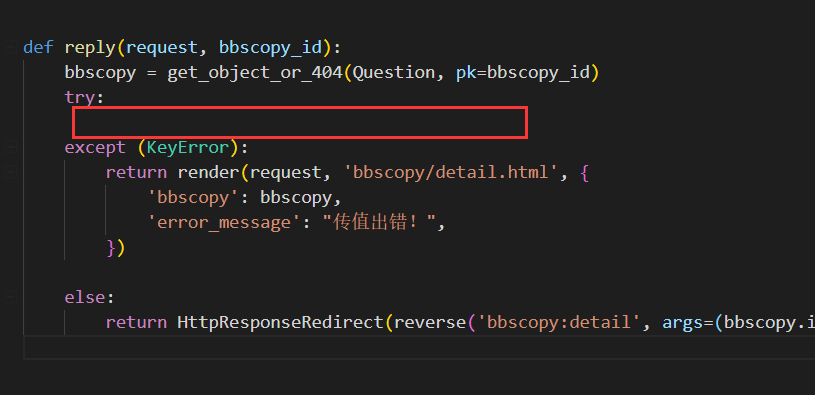 def reply(request, bbscopy_id):
    bbscopy = get_object_or_404(Question, pk=bbscopy_id)
    try:
    except (KeyError):
        return render(request, 'bbscopy/detail.html', {
            'bbscopy': bbscopy,
            'error_message': "传值出错！",
        })
    else:
        return HttpResponseRedirect(reverse('bbscopy:detail', args=(bbscopy.i